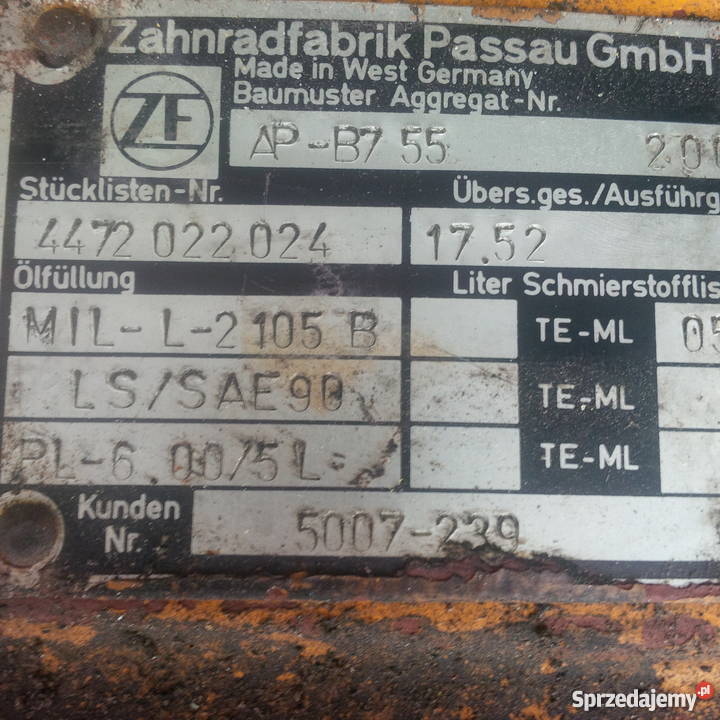 Zahnradfabrik Passau GmbH
Made in West Germany
Baumuster Aggregat-Nr.
ZF
AP-B7 55 200
Stücklisten-Nr. Übers.ges./Ausführg
4472 022 024 17.52
Ölfüllung Liter Schmierstofflis
MIL-L-2105 B TE-ML 05
LS/SAE90 TE-ML
PL-6.00/5L TE-ML
Kunden
Nr. 5007-239
Sprzedajemy.pl